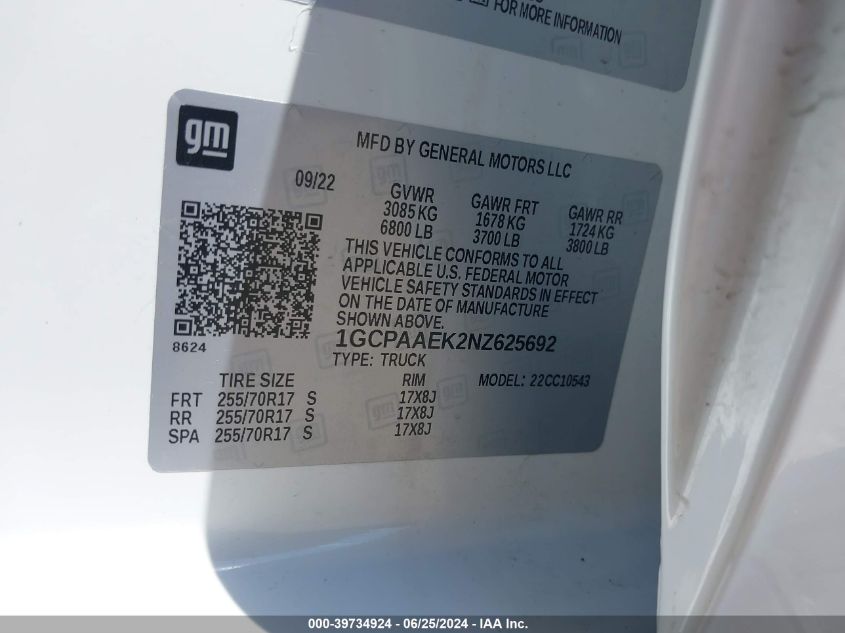 FOR MORE INFORMATION
gm
MFD BY GENERAL MOTORS LLC
09/22
GVWR GAWR FRT GAWR RR
3085 KG 1678 KG 1724 KG
6800 LB 3700 LB 3800 LB
THIS VEHICLE CONFORMS TO ALL
APPLICABLE U.S. FEDERAL MOTOR
VEHICLE SAFETY STANDARDS IN EFFECT
ON THE DATE OF MANUFACTURE
SHOWN ABOVE.
8624
1GCPAAEK2NZ625692
TYPE: TRUCK
TIRE SIZE RIM MODEL: 22CC10543
FRT 255/70R17 S 17X8J
RR 255/70R17 S 17X8J
SPA 255/70R17 S 17X8J
000-39734924 - 06/25/2024 - IAA, Inc.